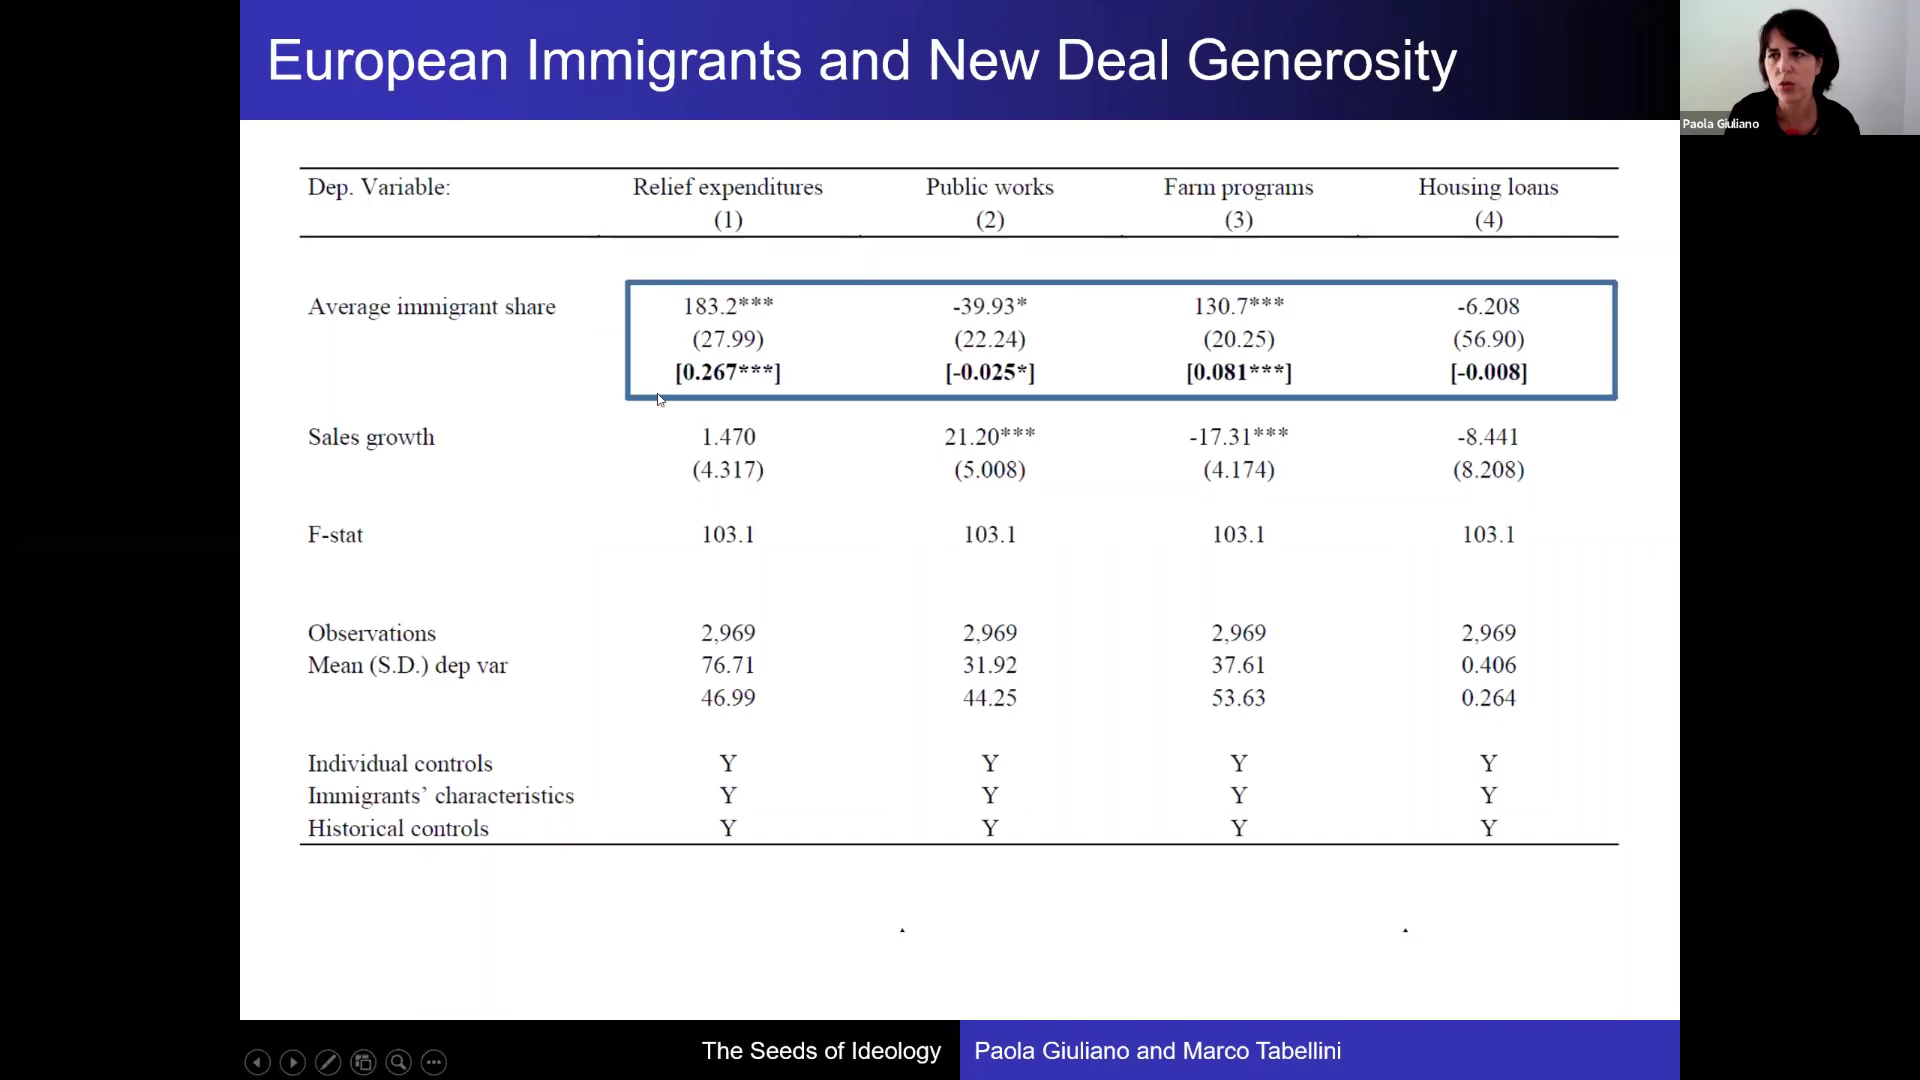 European Immigrants and New Deal Generosity
Paola Giuliano
Dep. Variable: Relief expenditures Public works Farm programs Housing loans
(1) (2) (3) (4)
Average immigrant share 183.2*** -39.93* 130.7*** -6.208
(27.99) (22.24) (20.25) (56.90)
[0.267***] [-0.025*] [0.081***] [-0.008]
Sales growth 1.470 21.20*** -17.31*** -8.441
(4.317) (5.008) (4.174) (8.208)
F-stat 103.1 103.1 103.1 103.1
Observations 2,969 2,969 2,969 2,969
Mean (S.D.) dep var 76.71 31.92 37.61 0.406
46.99 44.25 53.63 0.264
Individual controls Y Y Y Y
Immigrants’ characteristics Y Y Y Y
Historical controls Y Y Y Y
The Seeds of Ideology Paola Giuliano and Marco Tabellini